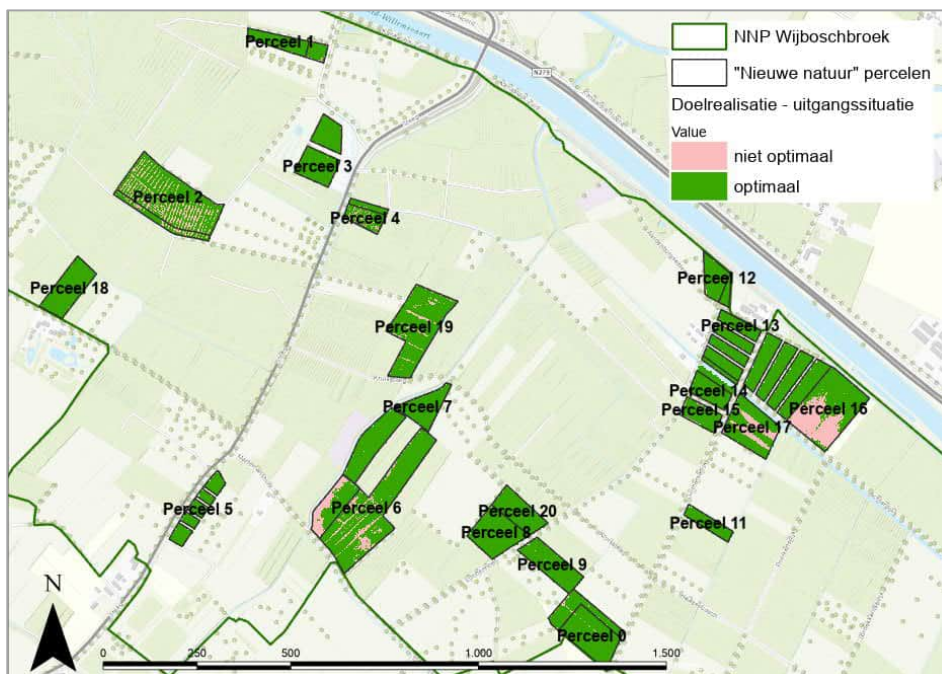 Perceel 1
N279
NNP Wijboschbroek
"Nieuwe natuur" percelen
Doelrealisatie - uitgangssituatie
Value
niet optimaal
optimaal
Perceel 3
Perceel 2
Perceel 4
Perceel 12
Perceel 18
Perceel 19
Perceel 13
Perceel 14
Perceel 7
Perceel 15
Perceel 16
Perceel 17
Perceel 5
Perceel 6
Perceel 20
Perceel 8
Perceel 11
Perceel 9
Perceel 0
N
0 250 500 1.000 1.500